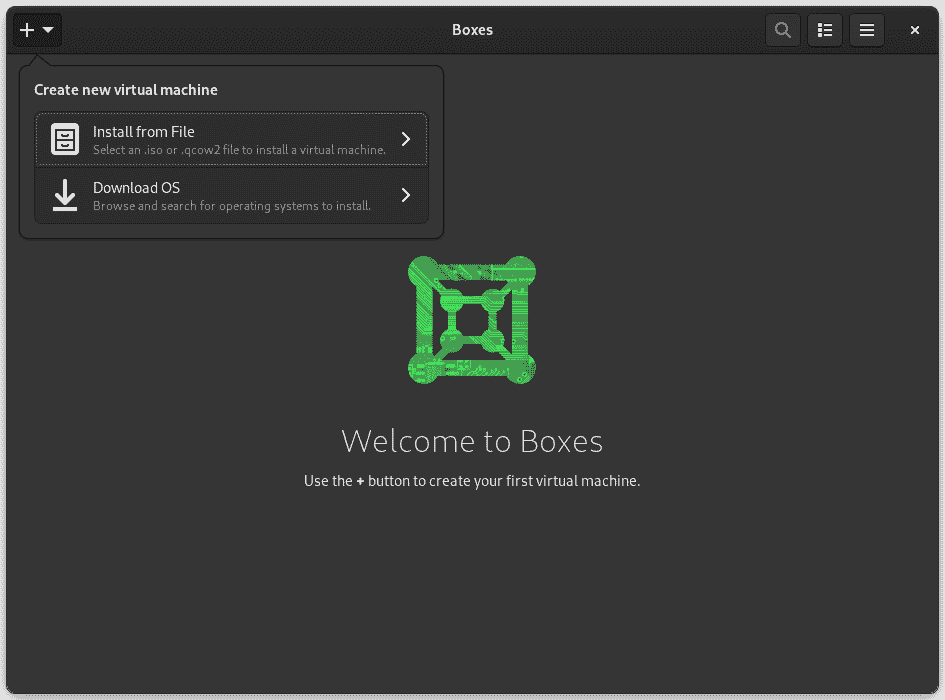 Boxes
Create new virtual machine
Install from File
Select an .iso or .qcow2 file to install a virtual machine.
Download OS
Browse and search for operating systems to install.
Welcome to Boxes
Use the + button to create your first virtual machine.